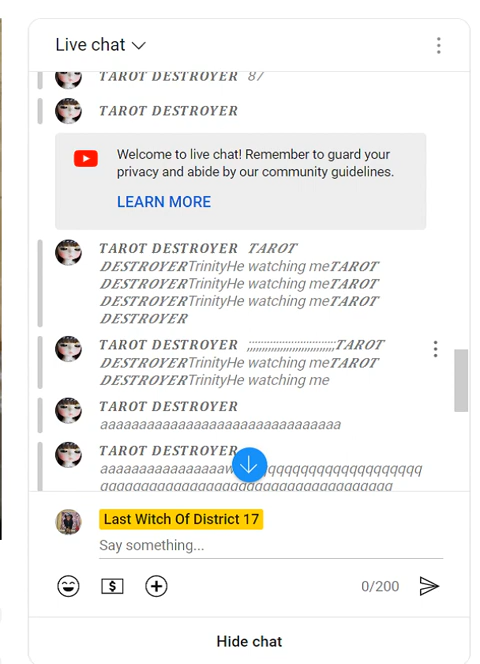 Live chat
TAROT DESTROYER 87
TAROT DESTROYER
Welcome to live chat! Remember to guard your
privacy and abide by our community guidelines.
LEARN MORE
TAROT DESTROYER TAROT
DESTROYERTrinityHe watching meTAROT
DESTROYERTrinityHe watching meTAROT
DESTROYERTrinityHe watching meTAROT
DESTROYER
TAROT DESTROYER ;;;;;;;;;;;;;;;;;;;;;;;;;;;;;TAROT
DESTROYERTrinityHe watching meTAROT
DESTROYERTrinityHe watching me
TAROT DESTROYER
aaaaaaaaaaaaaaaaaaaaaaaaaaaaaaa
TAROT DESTROYER
Last Witch Of District 17
Say something...
0/200
Hide chat